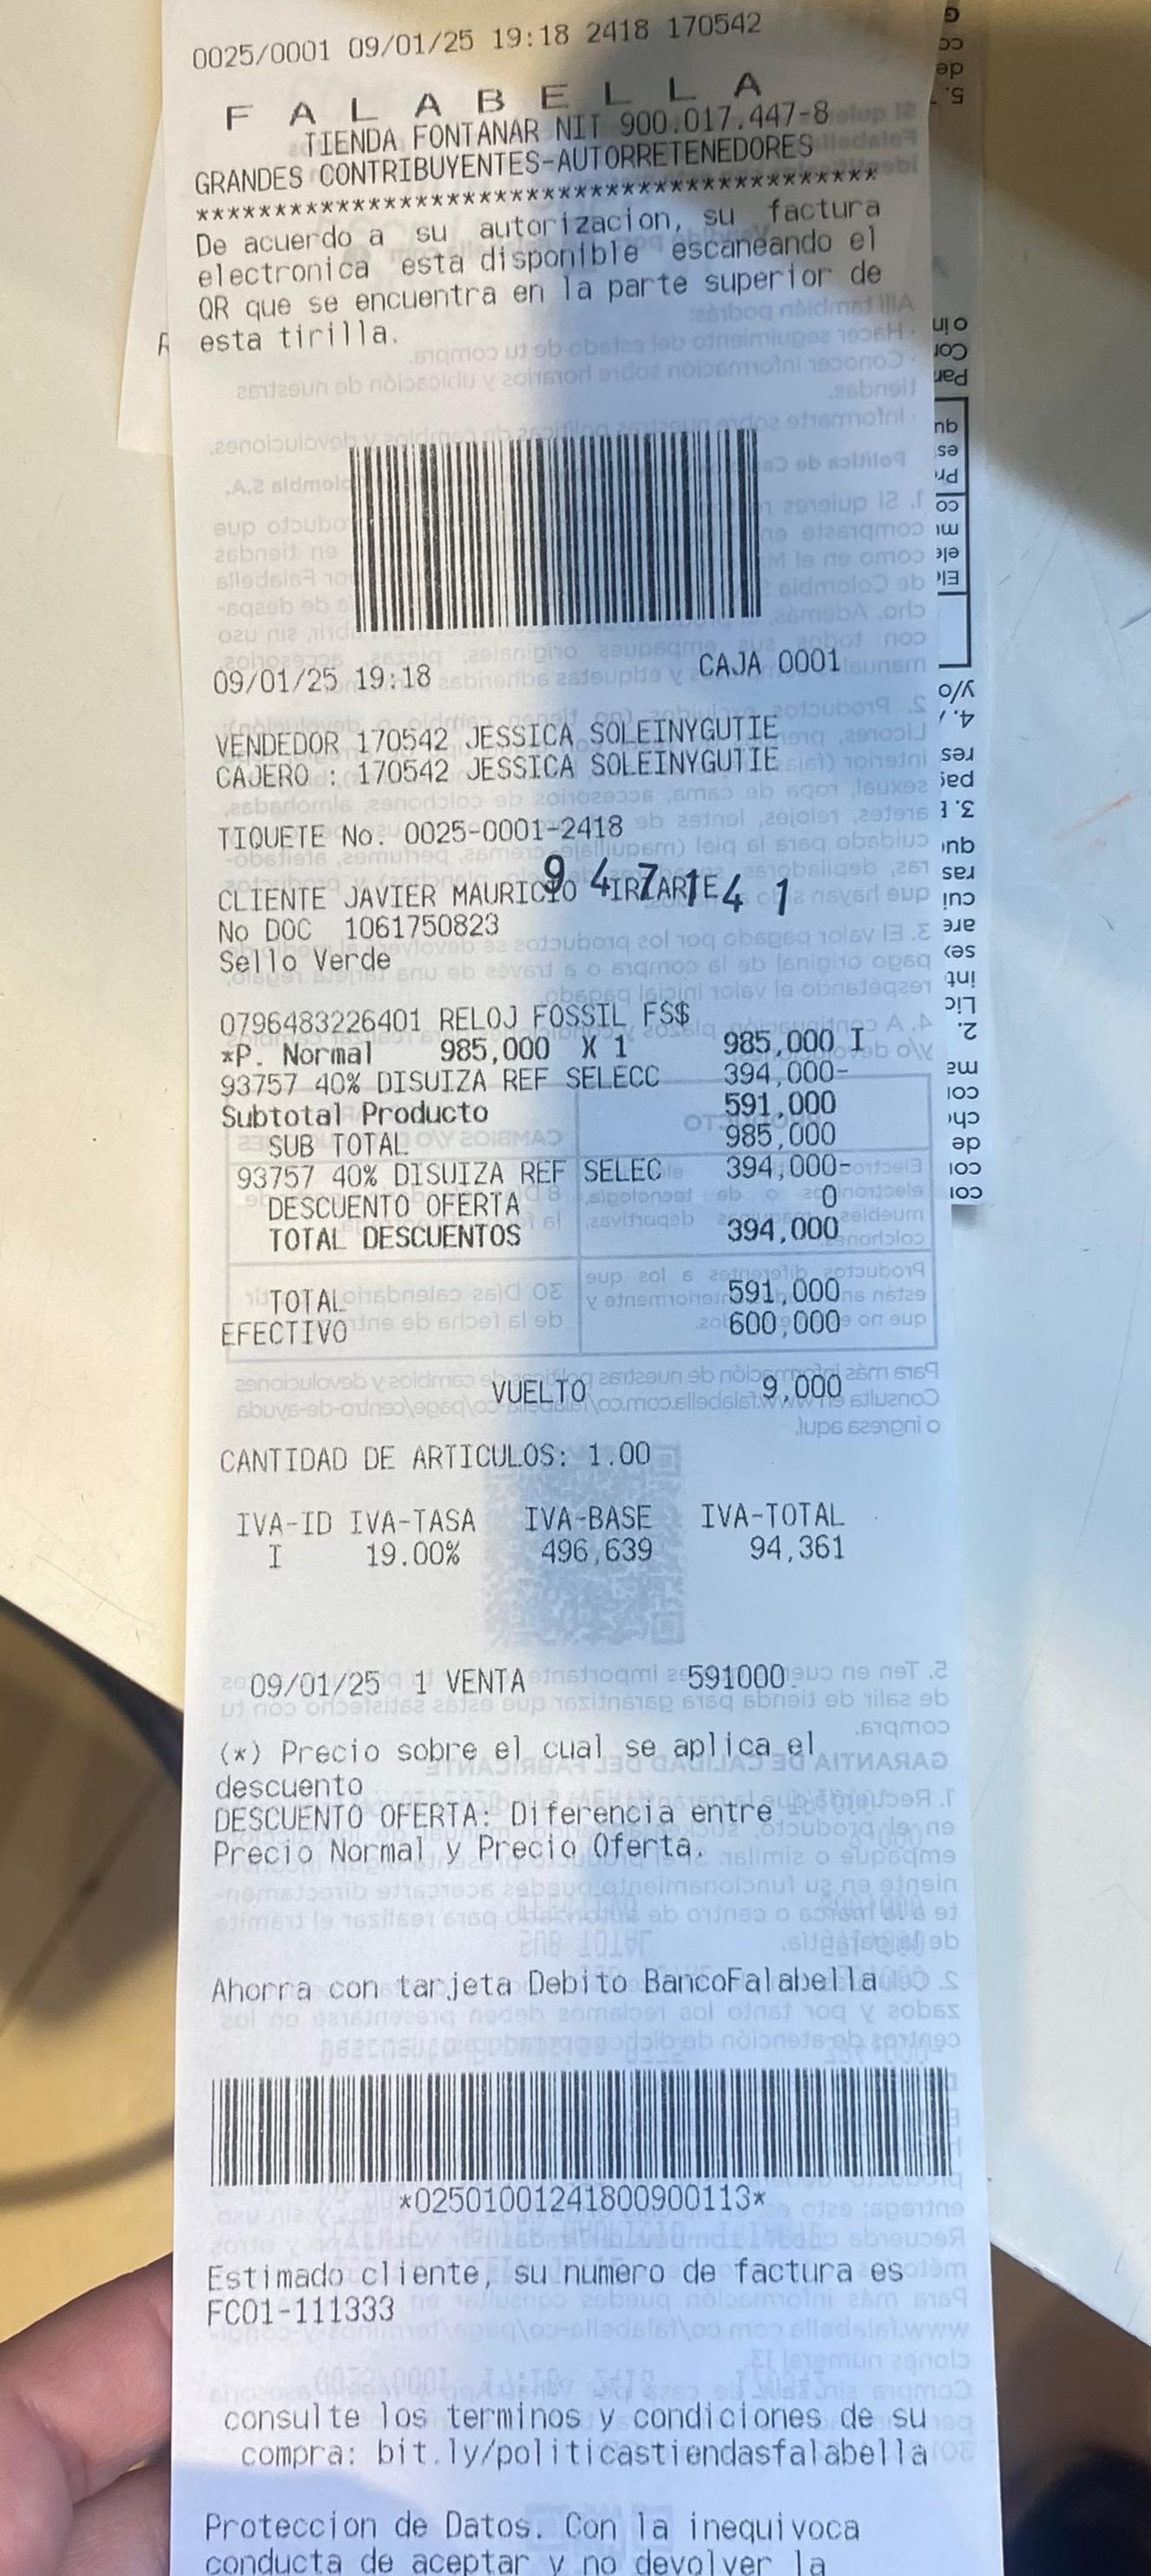 0025/0001 09/01/25 19:18 2418 170542
FALABELLA
TIENDA FONTANAR NIT 900.017.447-8
GRANDES CONTRIBUYENTES-AUTORRETENEDORES
********************************************
De acuerdo a su autorizacion, su factura
electronica esta disponible escaneando el
QR que se encuentra en la parte superior de
esta tirilla.
09/01/25 19:18 CAJA 0001
VENDEDOR 170542 JESSICA SOLEINYGUTIE
CAJERO : 170542 JESSICA SOLEINYGUTIE
TIQUETE No. 0025-0001-2418
9 47141
CLIENTE JAVIER MAURICIO IRIARTE
No DOC 1061750823
Sello Verde
0796483226401 RELOJ FOSSIL FS$
*P. Normal 985,000 X 1 985,000 I
93757 40% DISUIZA REF SELECC 394,000-
Subtotal Producto 591,000
SUB TOTAL 985,000
93757 40% DISUIZA REF SELEC 394,000-
DESCUENTO OFERTA 0
TOTAL DESCUENTOS 394,000
TOTAL 591,000
EFECTIVO 600,000
VUELTO 9,000
CANTIDAD DE ARTICULOS: 1.00
IVA-ID IVA-TASA IVA-BASE IVA-TOTAL
I 19.00% 496,639 94,361
09/01/25 1 VENTA 591000
(*) Precio sobre el cual se aplica el
descuento
DESCUENTO OFERTA: Diferencia entre
Precio Normal y Precio Oferta.
Ahorra con tarjeta Debito BancoFalabella
*02501001241800900113*
Estimado cliente, su numero de factura es
FC01-111333
consulte los terminos y condiciones de su
compra: bit.ly/politicastiendasfalabella
Proteccion de Datos. Con la inequivoca
conducta de aceptar y no devolver la